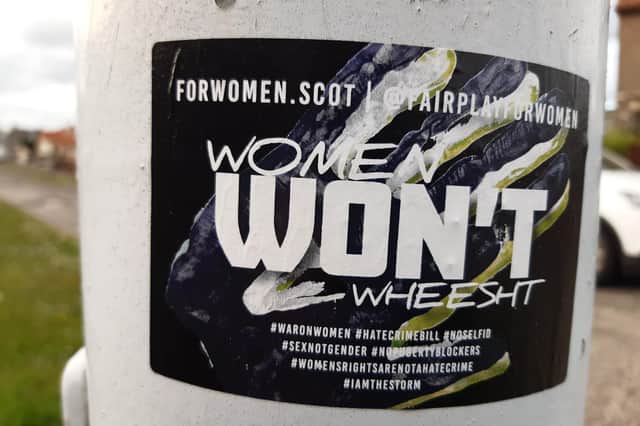 FORWOMEN.SCOT | @FAIRPLAYFORWOMEN
WOMEN
WON'T
WHEESHT
#WARONWOMEN #HATECRIMEBILL #NOSELFID
#SEXNOTGENDER #NOPUBERTYBLOCKERS
#WOMENSRIGHTSARENOTAHATECRIME
#IAMTHESTORM